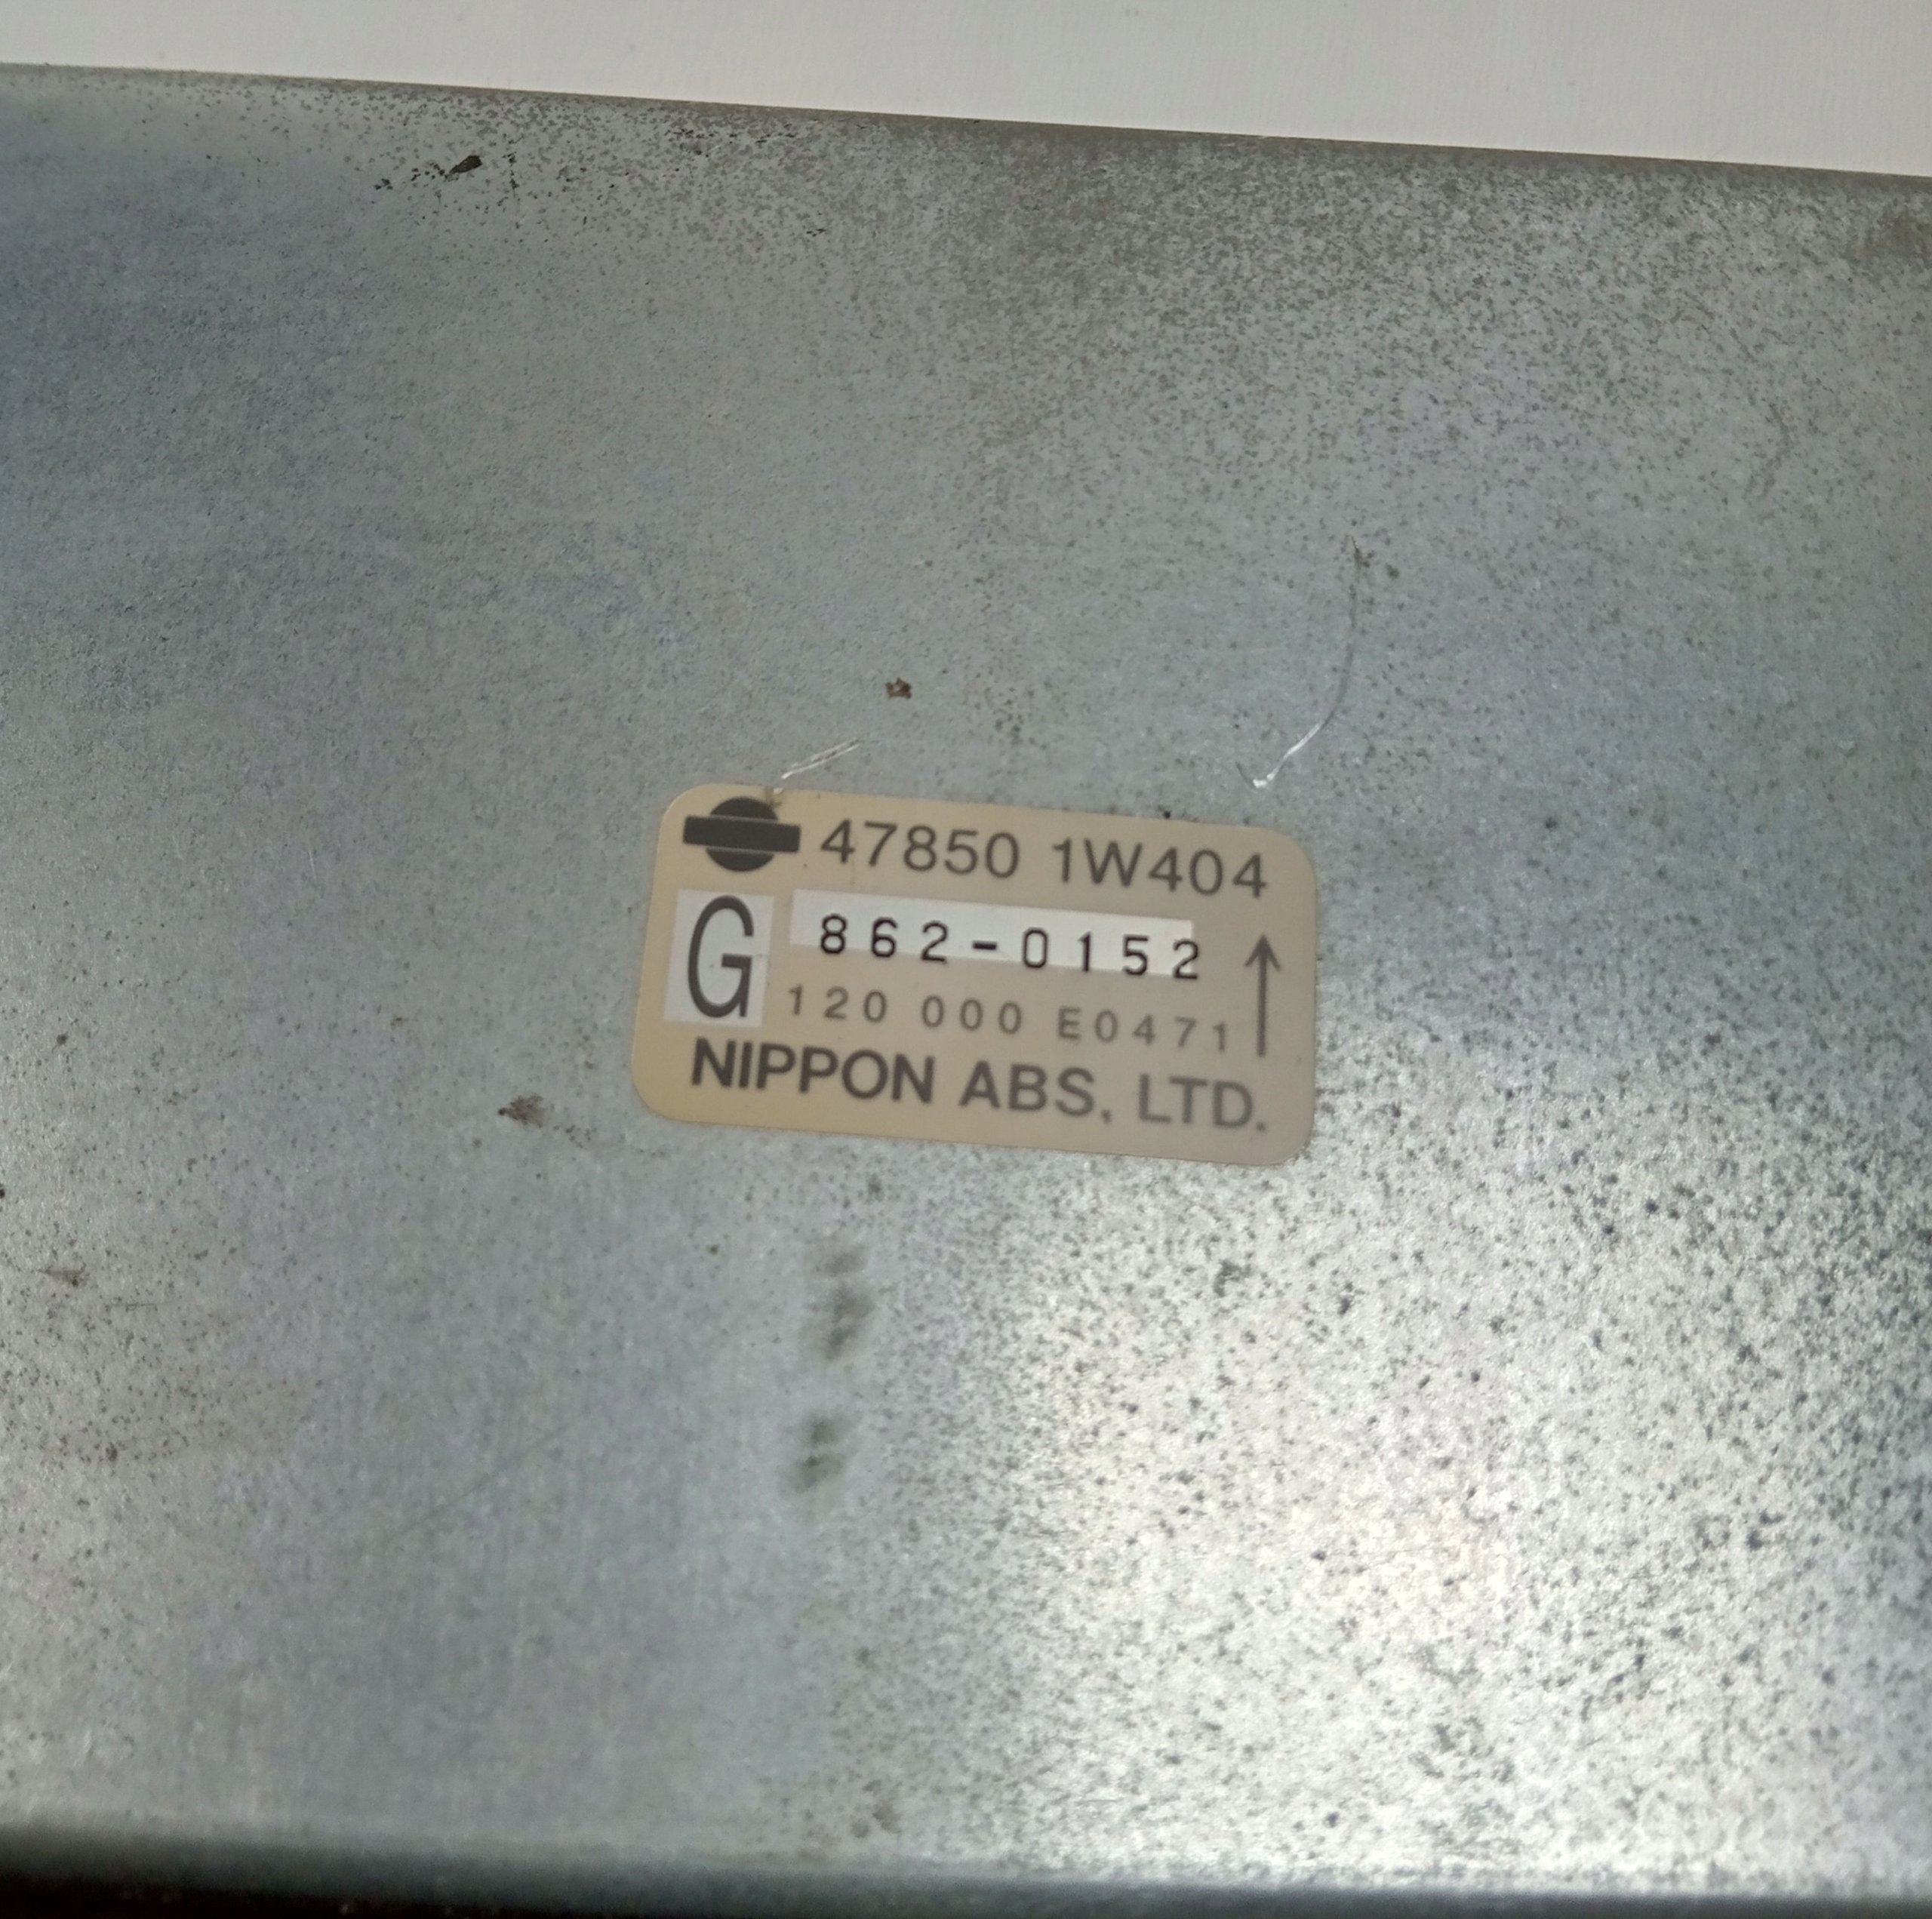 47850 1W404
G 862-0152
120 000 E0471
NIPPON ABS, LTD.